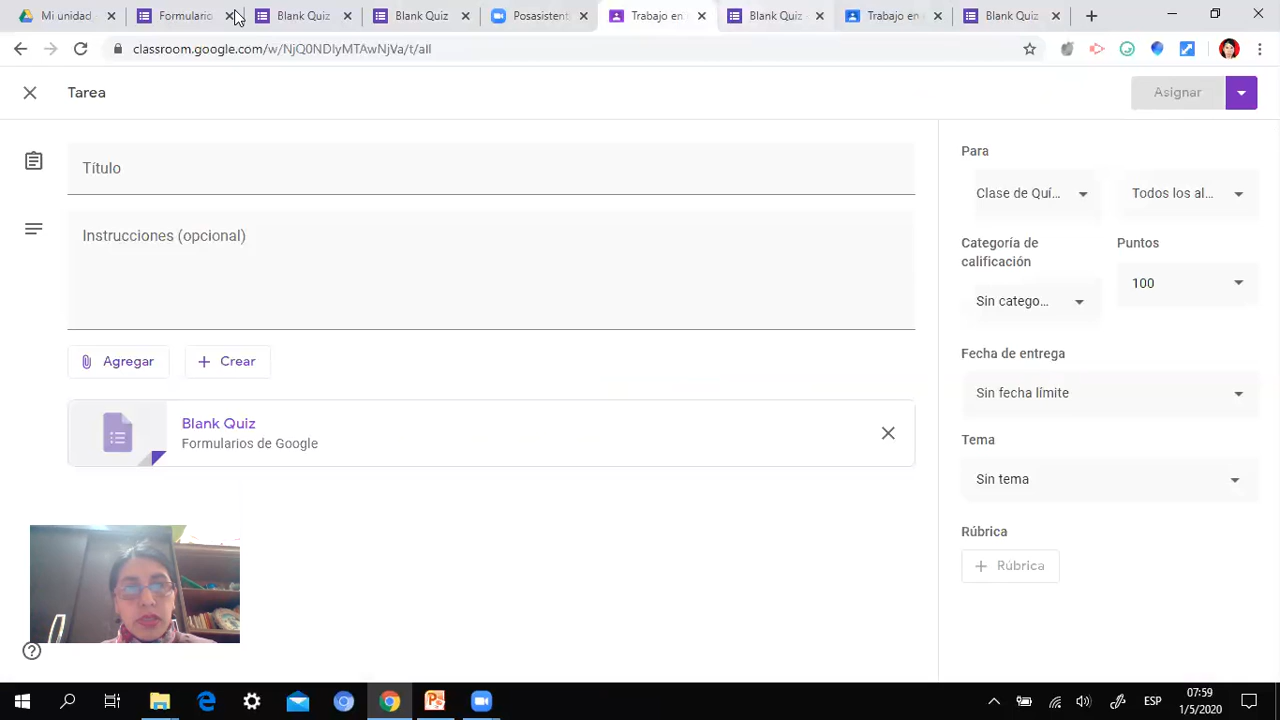 Mi unidad
Formulario
Blank Quiz
Blank Quiz
Posasistent
Trabajo en
Blank Quiz
Trabajo en
Blank Quiz
classroom.google.com/w/NjQ0NDIyMTAwNjVa/t/all
Tarea
Asignar
Título
Instrucciones (opcional)
Agregar
Crear
Blank Quiz
Formularios de Google
Para
Clase de Quí...
Todos los al...
Categoría de
calificación
Puntos
Sin catego...
100
Fecha de entrega
Sin fecha límite
Tema
Sin tema
Rúbrica
Rúbrica
ESP
07:59
1/5/2020